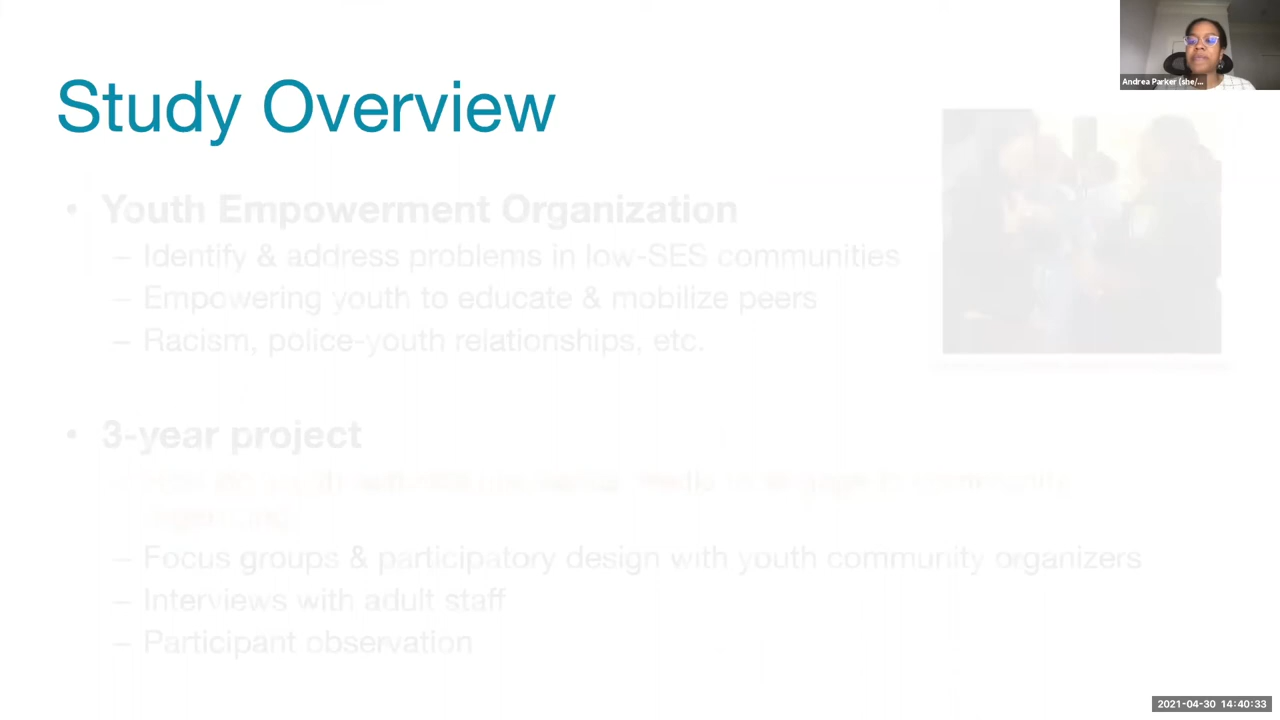 Andrea Parker (she/...
Study Overview
• Youth Empowerment Organization
– Identify & address problems in low-SES communities
– Empowering youth to educate & mobilize peers
– Racism, police-youth relationships, etc.
• 3-year project
– Focus groups & participatory design with youth community organizers
– Interviews with adult staff
– Participant observation
2021-04-30 14:40:33